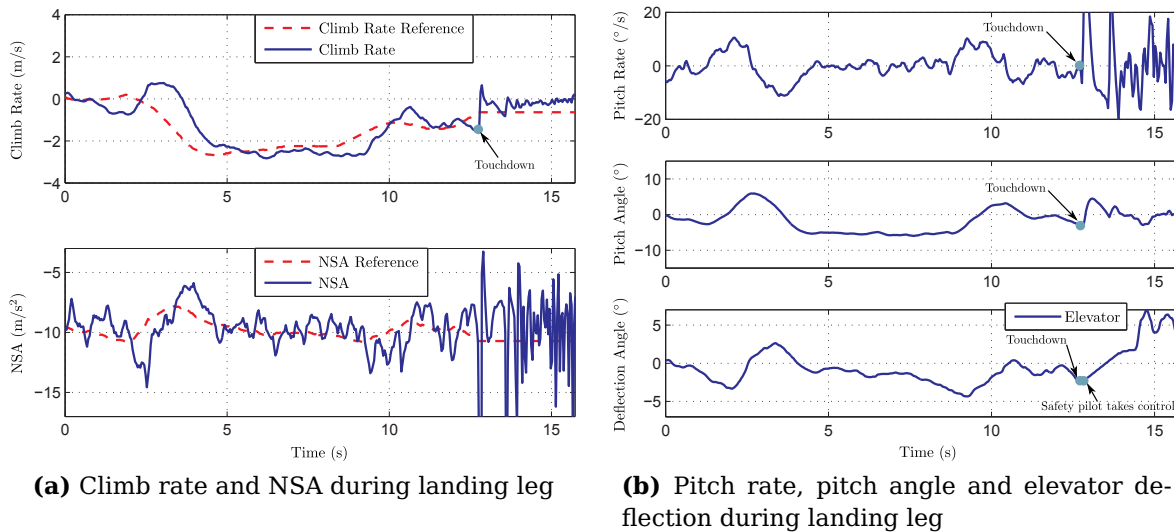 4
2
0
−2
−4
Climb Rate (m/s)
Climb Rate Reference
Climb Rate
Touchdown
0
5
10
15
−5
−10
−15
NSA (m/s²)
NSA Reference
NSA
0
5
10
15
Time (s)
20
0
−20
Pitch Rate (°/s)
Touchdown
0
5
10
15
10
0
−10
Pitch Angle (°)
Touchdown
0
5
10
15
5
0
−5
Deflection Angle (°)
Elevator
Touchdown
Safety pilot takes control
0
5
10
15
Time (s)
(a) Climb rate and NSA during landing leg
(b) Pitch rate, pitch angle and elevator de-
flection during landing leg